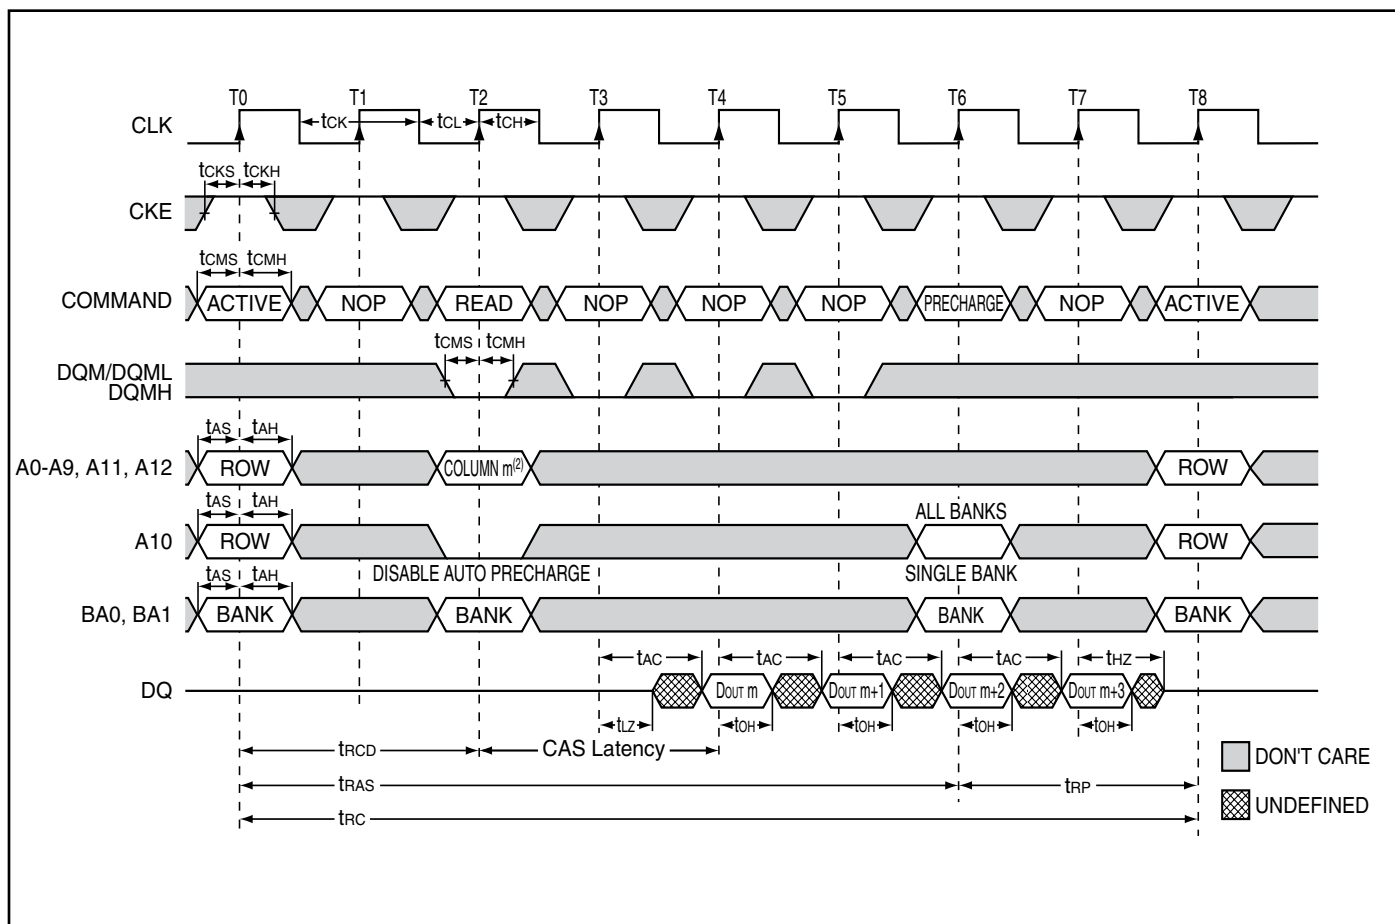 T0 T1 T2 T3 T4 T5 T6 T7 T8
CLK tCK tCL tCH
tCKS tCKH
CKE
tCMS tCMH
COMMAND ACTIVE NOP READ NOP NOP NOP PRECHARGE NOP ACTIVE
tCMS tCMH
DQM/DQML
DQMH
tAS tAH
A0-A9, A11, A12 ROW COLUMN m(2) ROW
tAS tAH ALL BANKS
A10 ROW ROW
tAS tAH DISABLE AUTO PRECHARGE SINGLE BANK
BA0, BA1 BANK BANK BANK BANK
tAC tAC tAC tAC tHZ
DQ DOUT m DOUT m+1 DOUT m+2 DOUT m+3
tLZ tOH tOH tOH tOH
tRCD CAS Latency
DON'T CARE
tRAS tRP
UNDEFINED
tRC